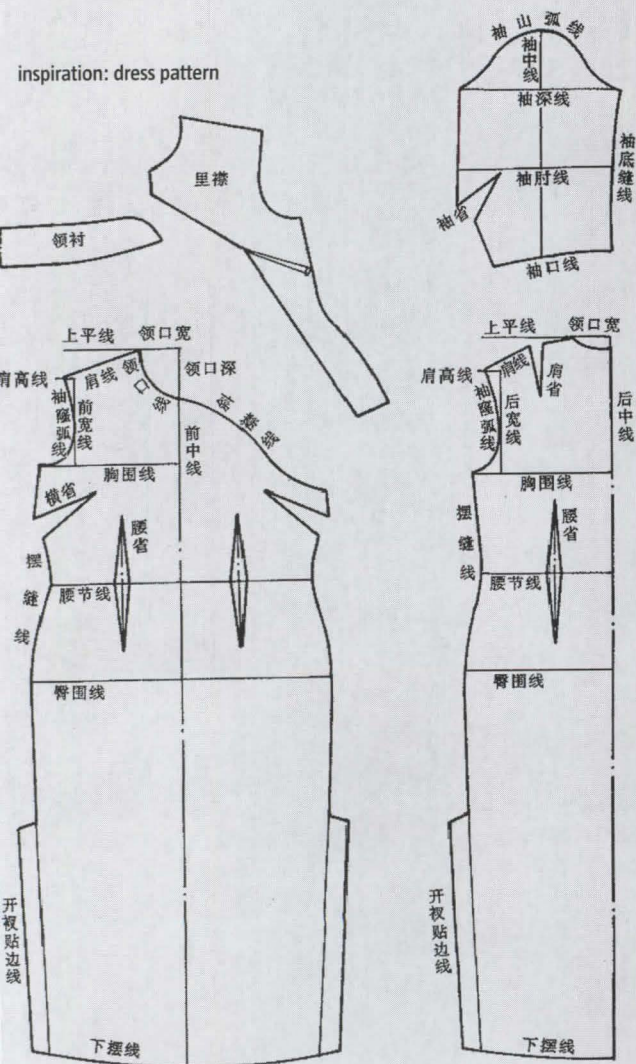 inspiration: dress pattern
袖山弧线
袖中线
袖深线
袖底缝线
袖肘线
袖省
袖口线
里襟
领衬
上平线
领口宽
肩高线
肩线
领口线
领口深
袖窿弧线
前宽线
前中线
胸围线
横省
腰省
摆缝线
腰节线
臀围线
开衩贴边线
下摆线
上平线
领口宽
肩高线
肩线
肩省
袖窿弧线
后宽线
后中线
胸围线
摆缝线
腰省
腰节线
臀围线
开衩贴边线
下摆线